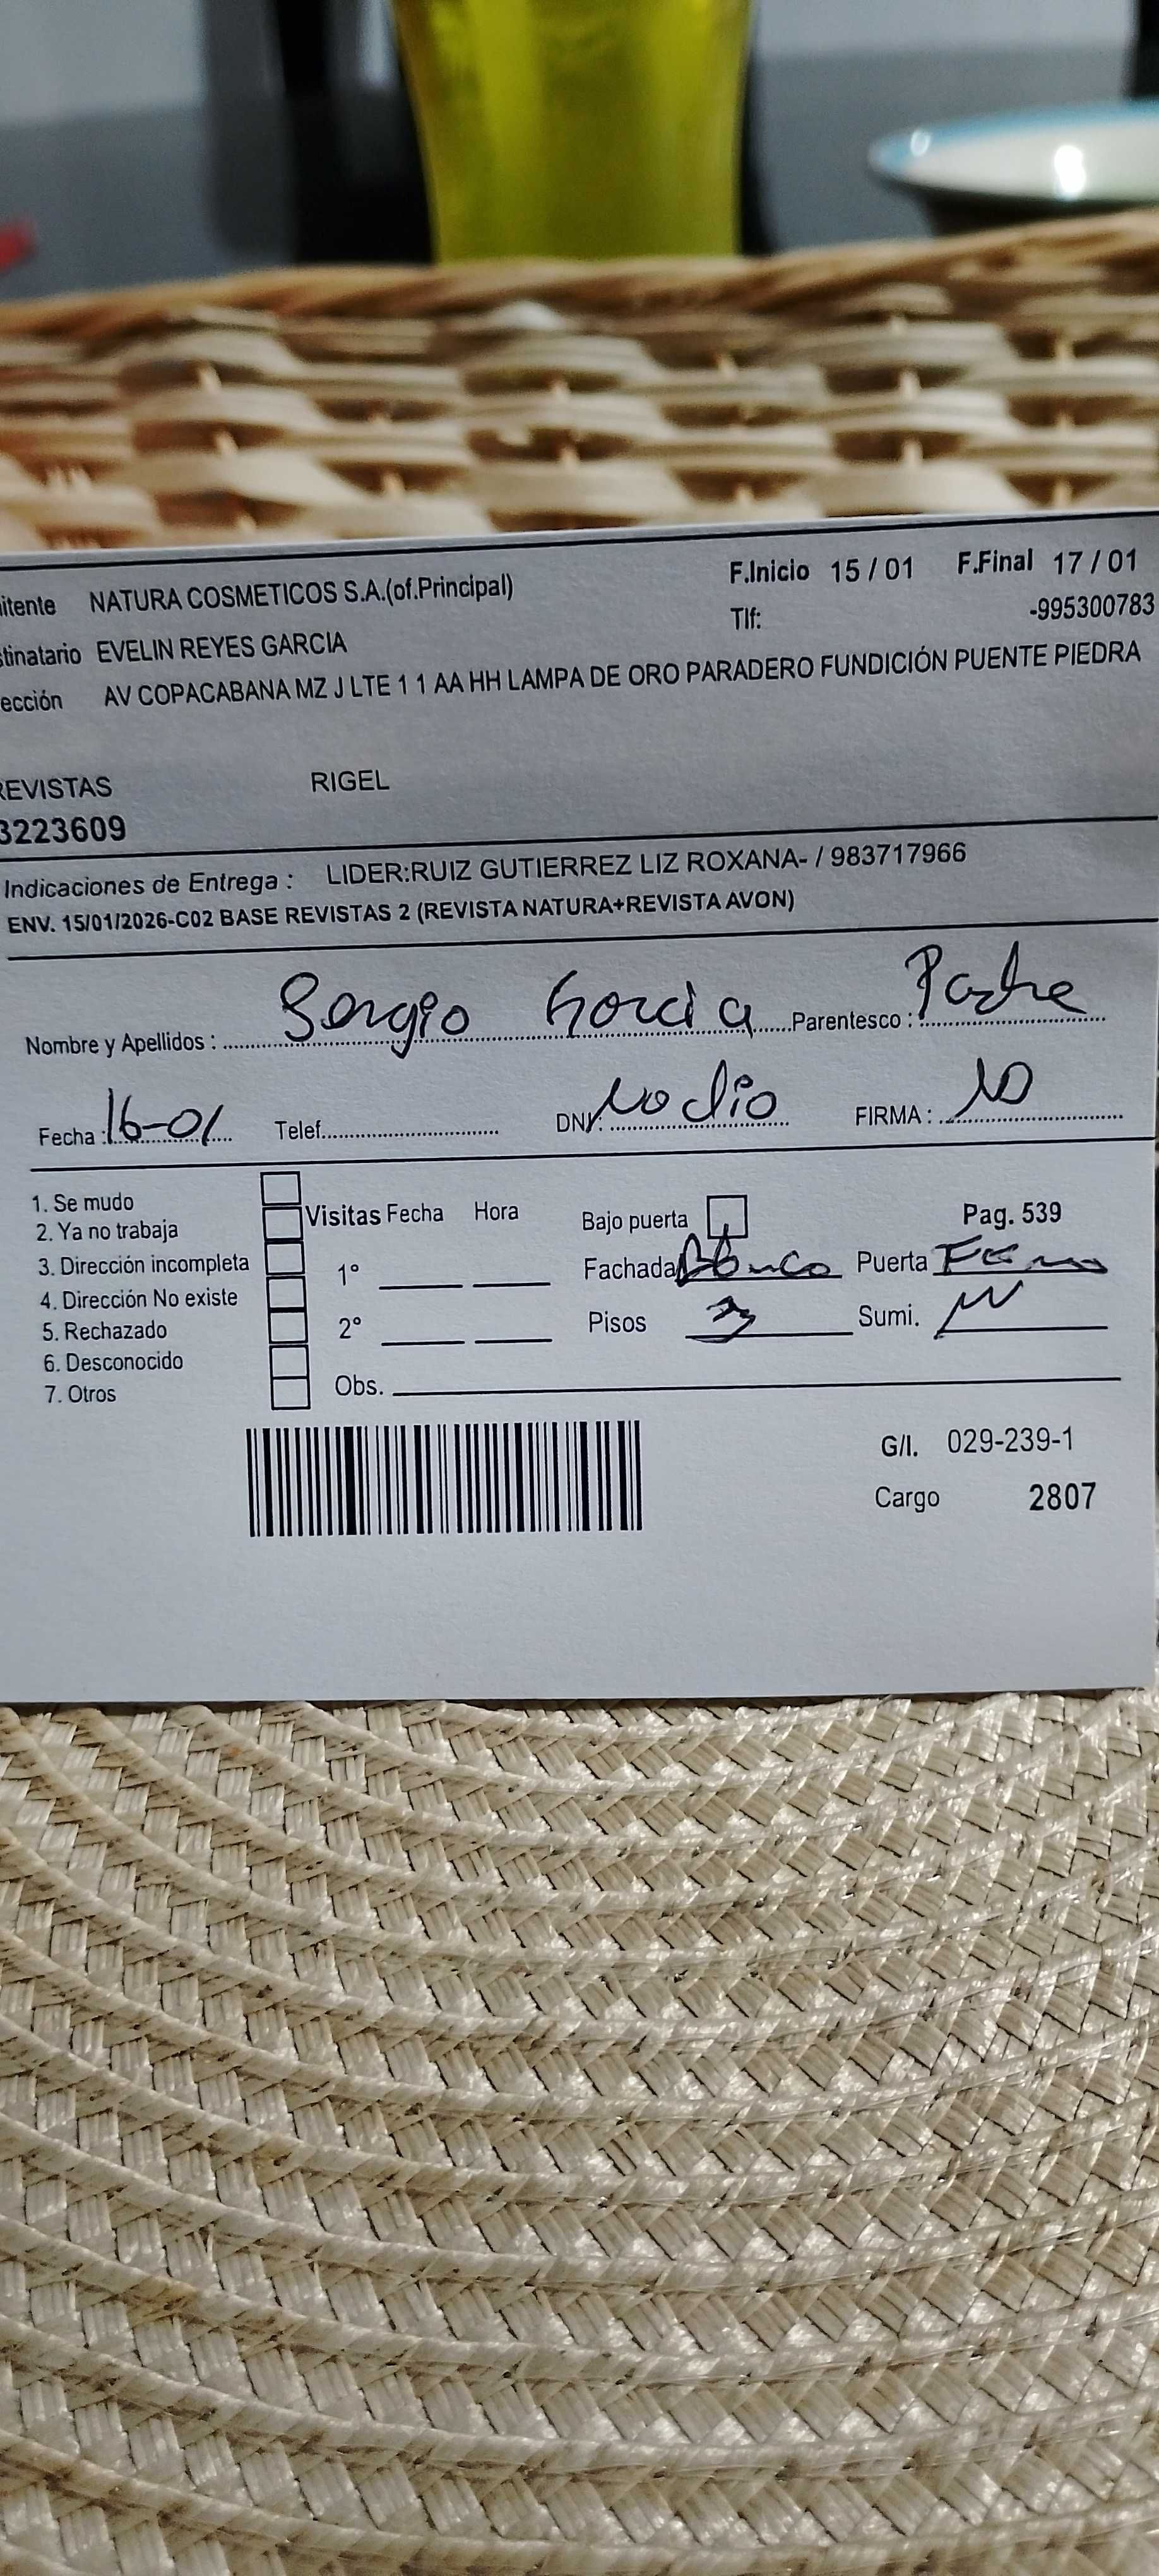 itente NATURA COSMETICOS S.A.(of.Principal) F.Inicio 15 / 01 F.Final 17 / 01
stinatario EVELIN REYES GARCIA Tlf: -995300783
ección AV COPACABANA MZ J LTE 1 1 AA HH LAMPA DE ORO PARADERO FUNDICIÓN PUENTE PIEDRA
REVISTAS RIGEL
3223609
Indicaciones de Entrega : LIDER:RUIZ GUTIERREZ LIZ ROXANA- / 983717966
ENV. 15/01/2026-C02 BASE REVISTAS 2 (REVISTA NATURA+REVISTA AVON)
Nombre y Apellidos : Sergio Garcia Parentesco : Padre
Fecha : 16-01 Telef. DNI: No dio FIRMA : NO
1. Se mudo
2. Ya no trabaja
3. Dirección incompleta
4. Dirección No existe
5. Rechazado
6. Desconocido
7. Otros
Visitas Fecha Hora
1°
2°
Obs.
Bajo puerta Pag. 539
Fachada Blanco Puerta
Pisos 3 Sumi.
G/I. 029-239-1
Cargo 2807